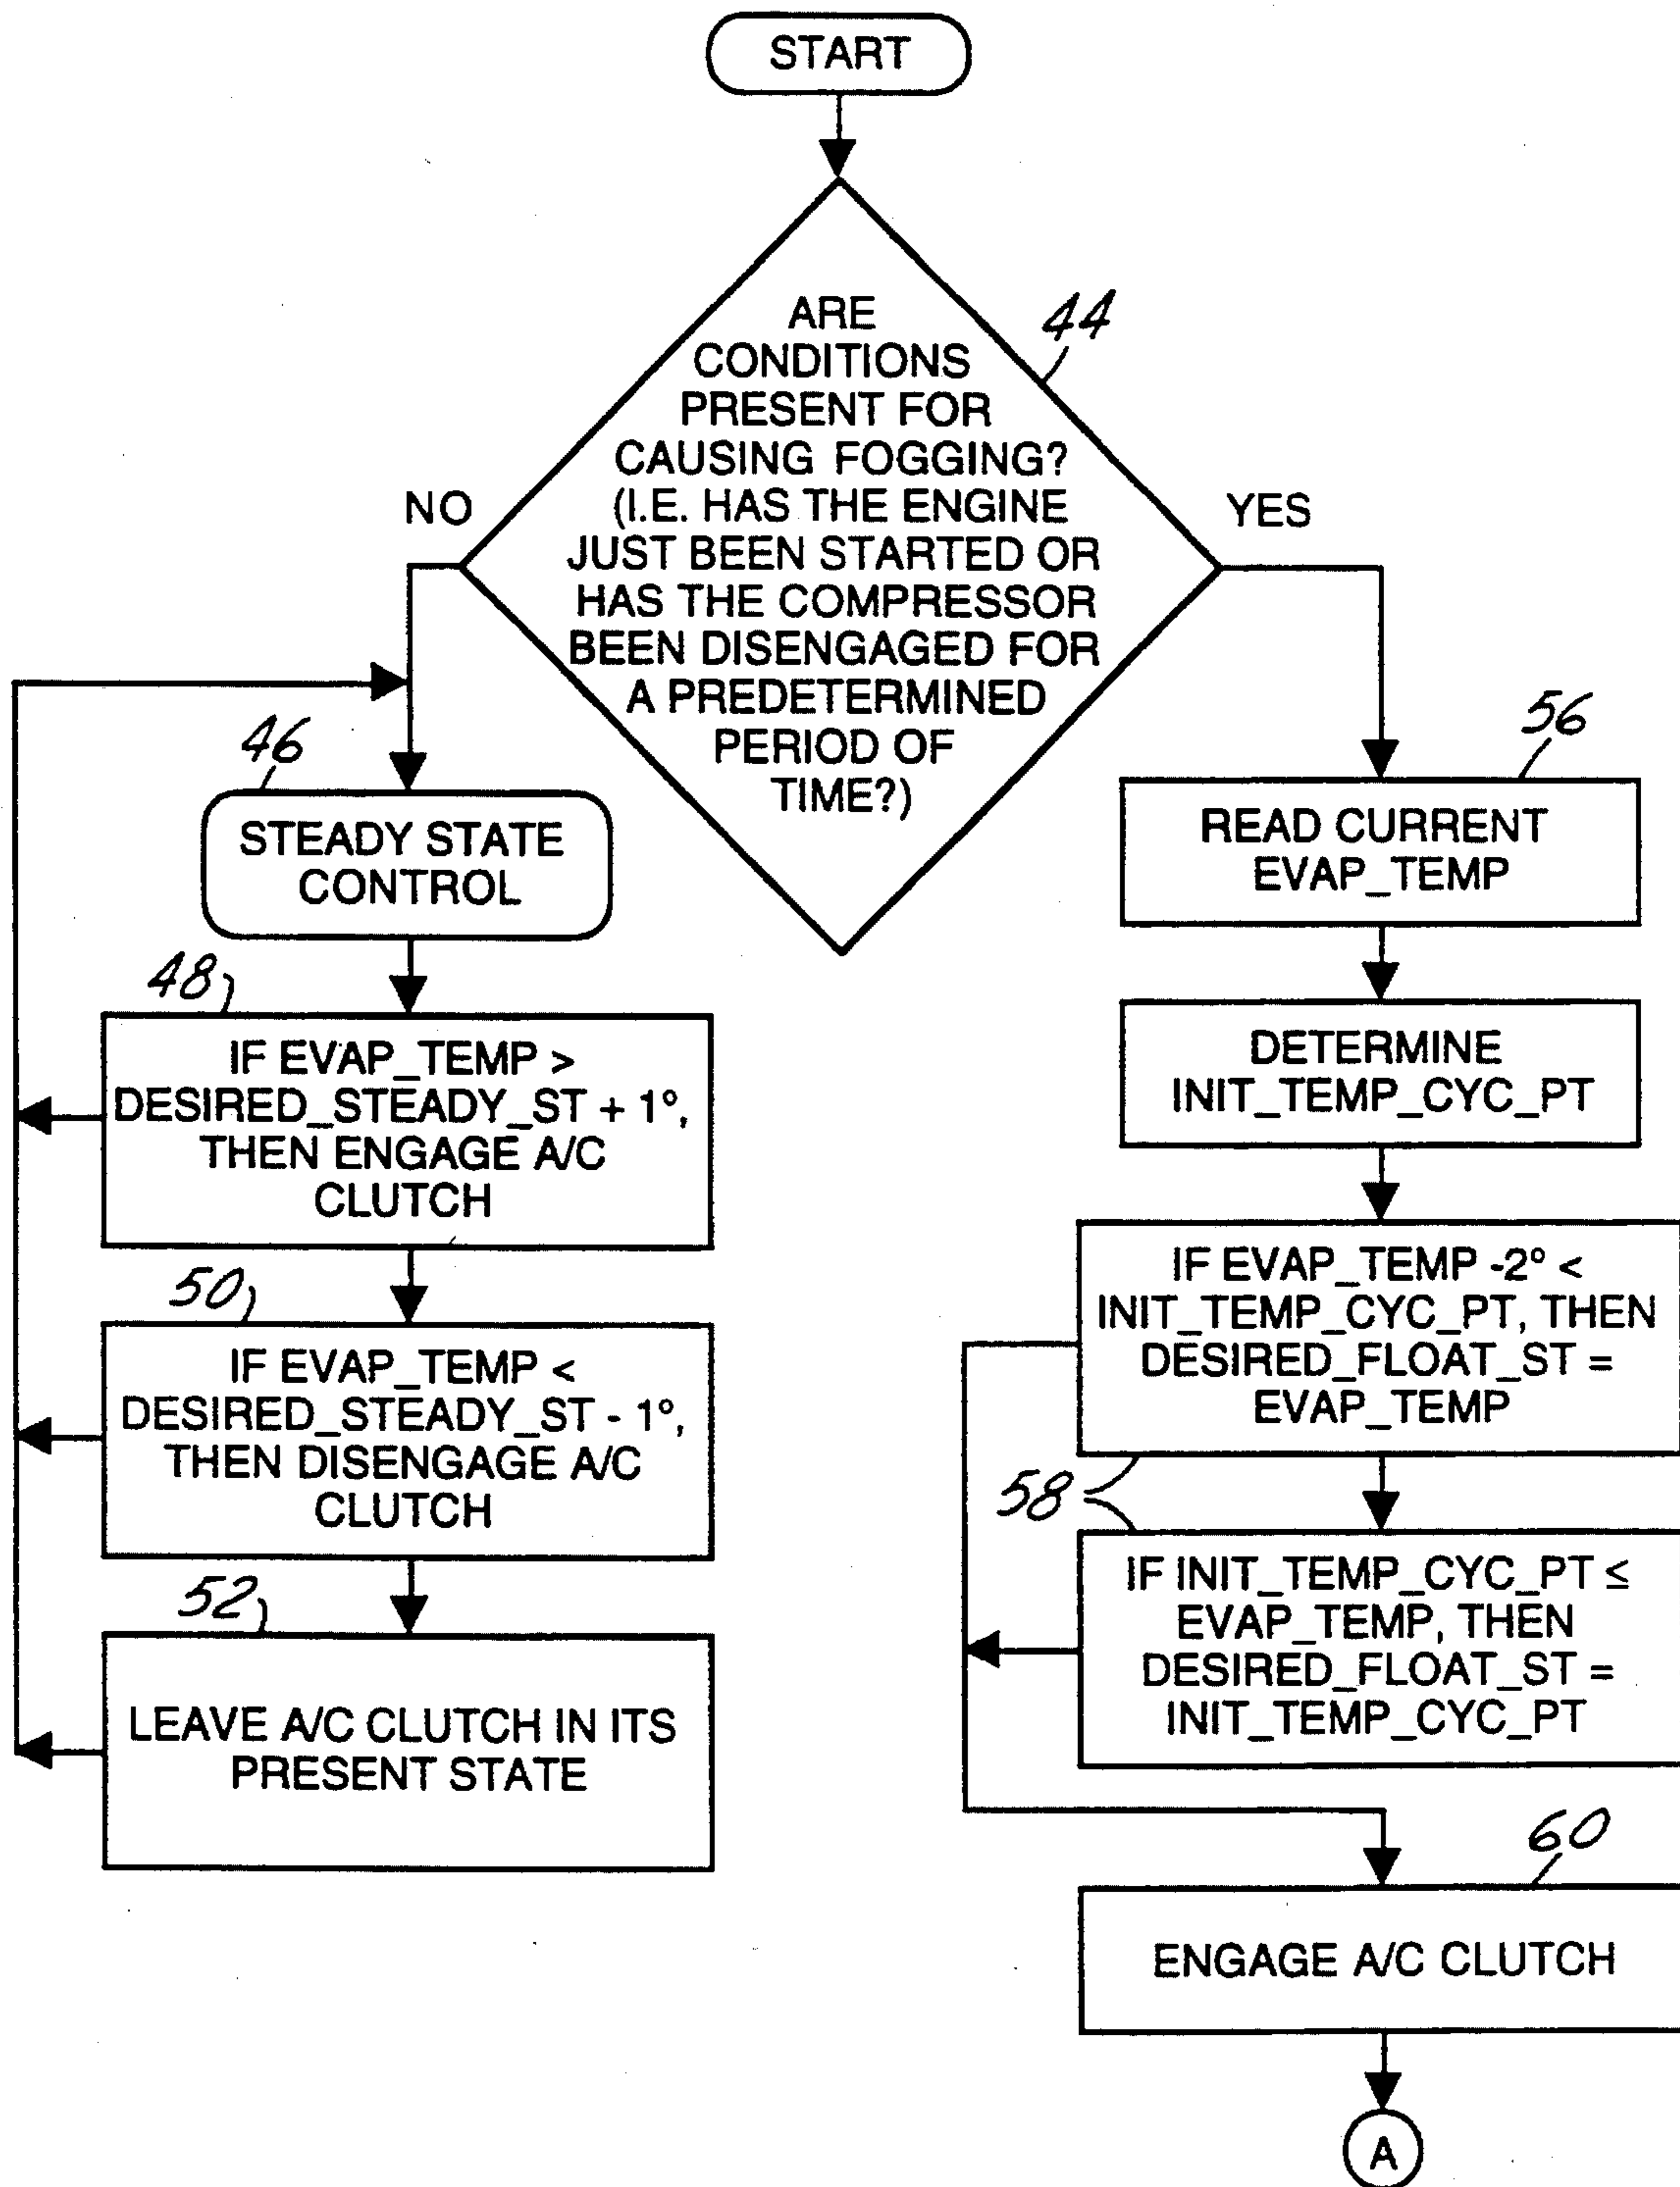 START
ARE
CONDITIONS
PRESENT FOR
CAUSING FOGGING?
(I.E. HAS THE ENGINE
JUST BEEN STARTED OR
HAS THE COMPRESSOR
BEEN DISENGAGED FOR
A PREDETERMINED
PERIOD OF
TIME?)
44
NO
YES
46
STEADY STATE
CONTROL
48
IF EVAP_TEMP >
DESIRED_STEADY_ST + 1°,
THEN ENGAGE A/C
CLUTCH
50
IF EVAP_TEMP <
DESIRED_STEADY_ST - 1°,
THEN DISENGAGE A/C
CLUTCH
52
LEAVE A/C CLUTCH IN ITS
PRESENT STATE
56
READ CURRENT
EVAP_TEMP
DETERMINE
INIT_TEMP_CYC_PT
IF EVAP_TEMP -2° <
INIT_TEMP_CYC_PT, THEN
DESIRED_FLOAT_ST =
EVAP_TEMP
58
IF INIT_TEMP_CYC_PT ≤
EVAP_TEMP, THEN
DESIRED_FLOAT_ST =
INIT_TEMP_CYC_PT
60
ENGAGE A/C CLUTCH
A